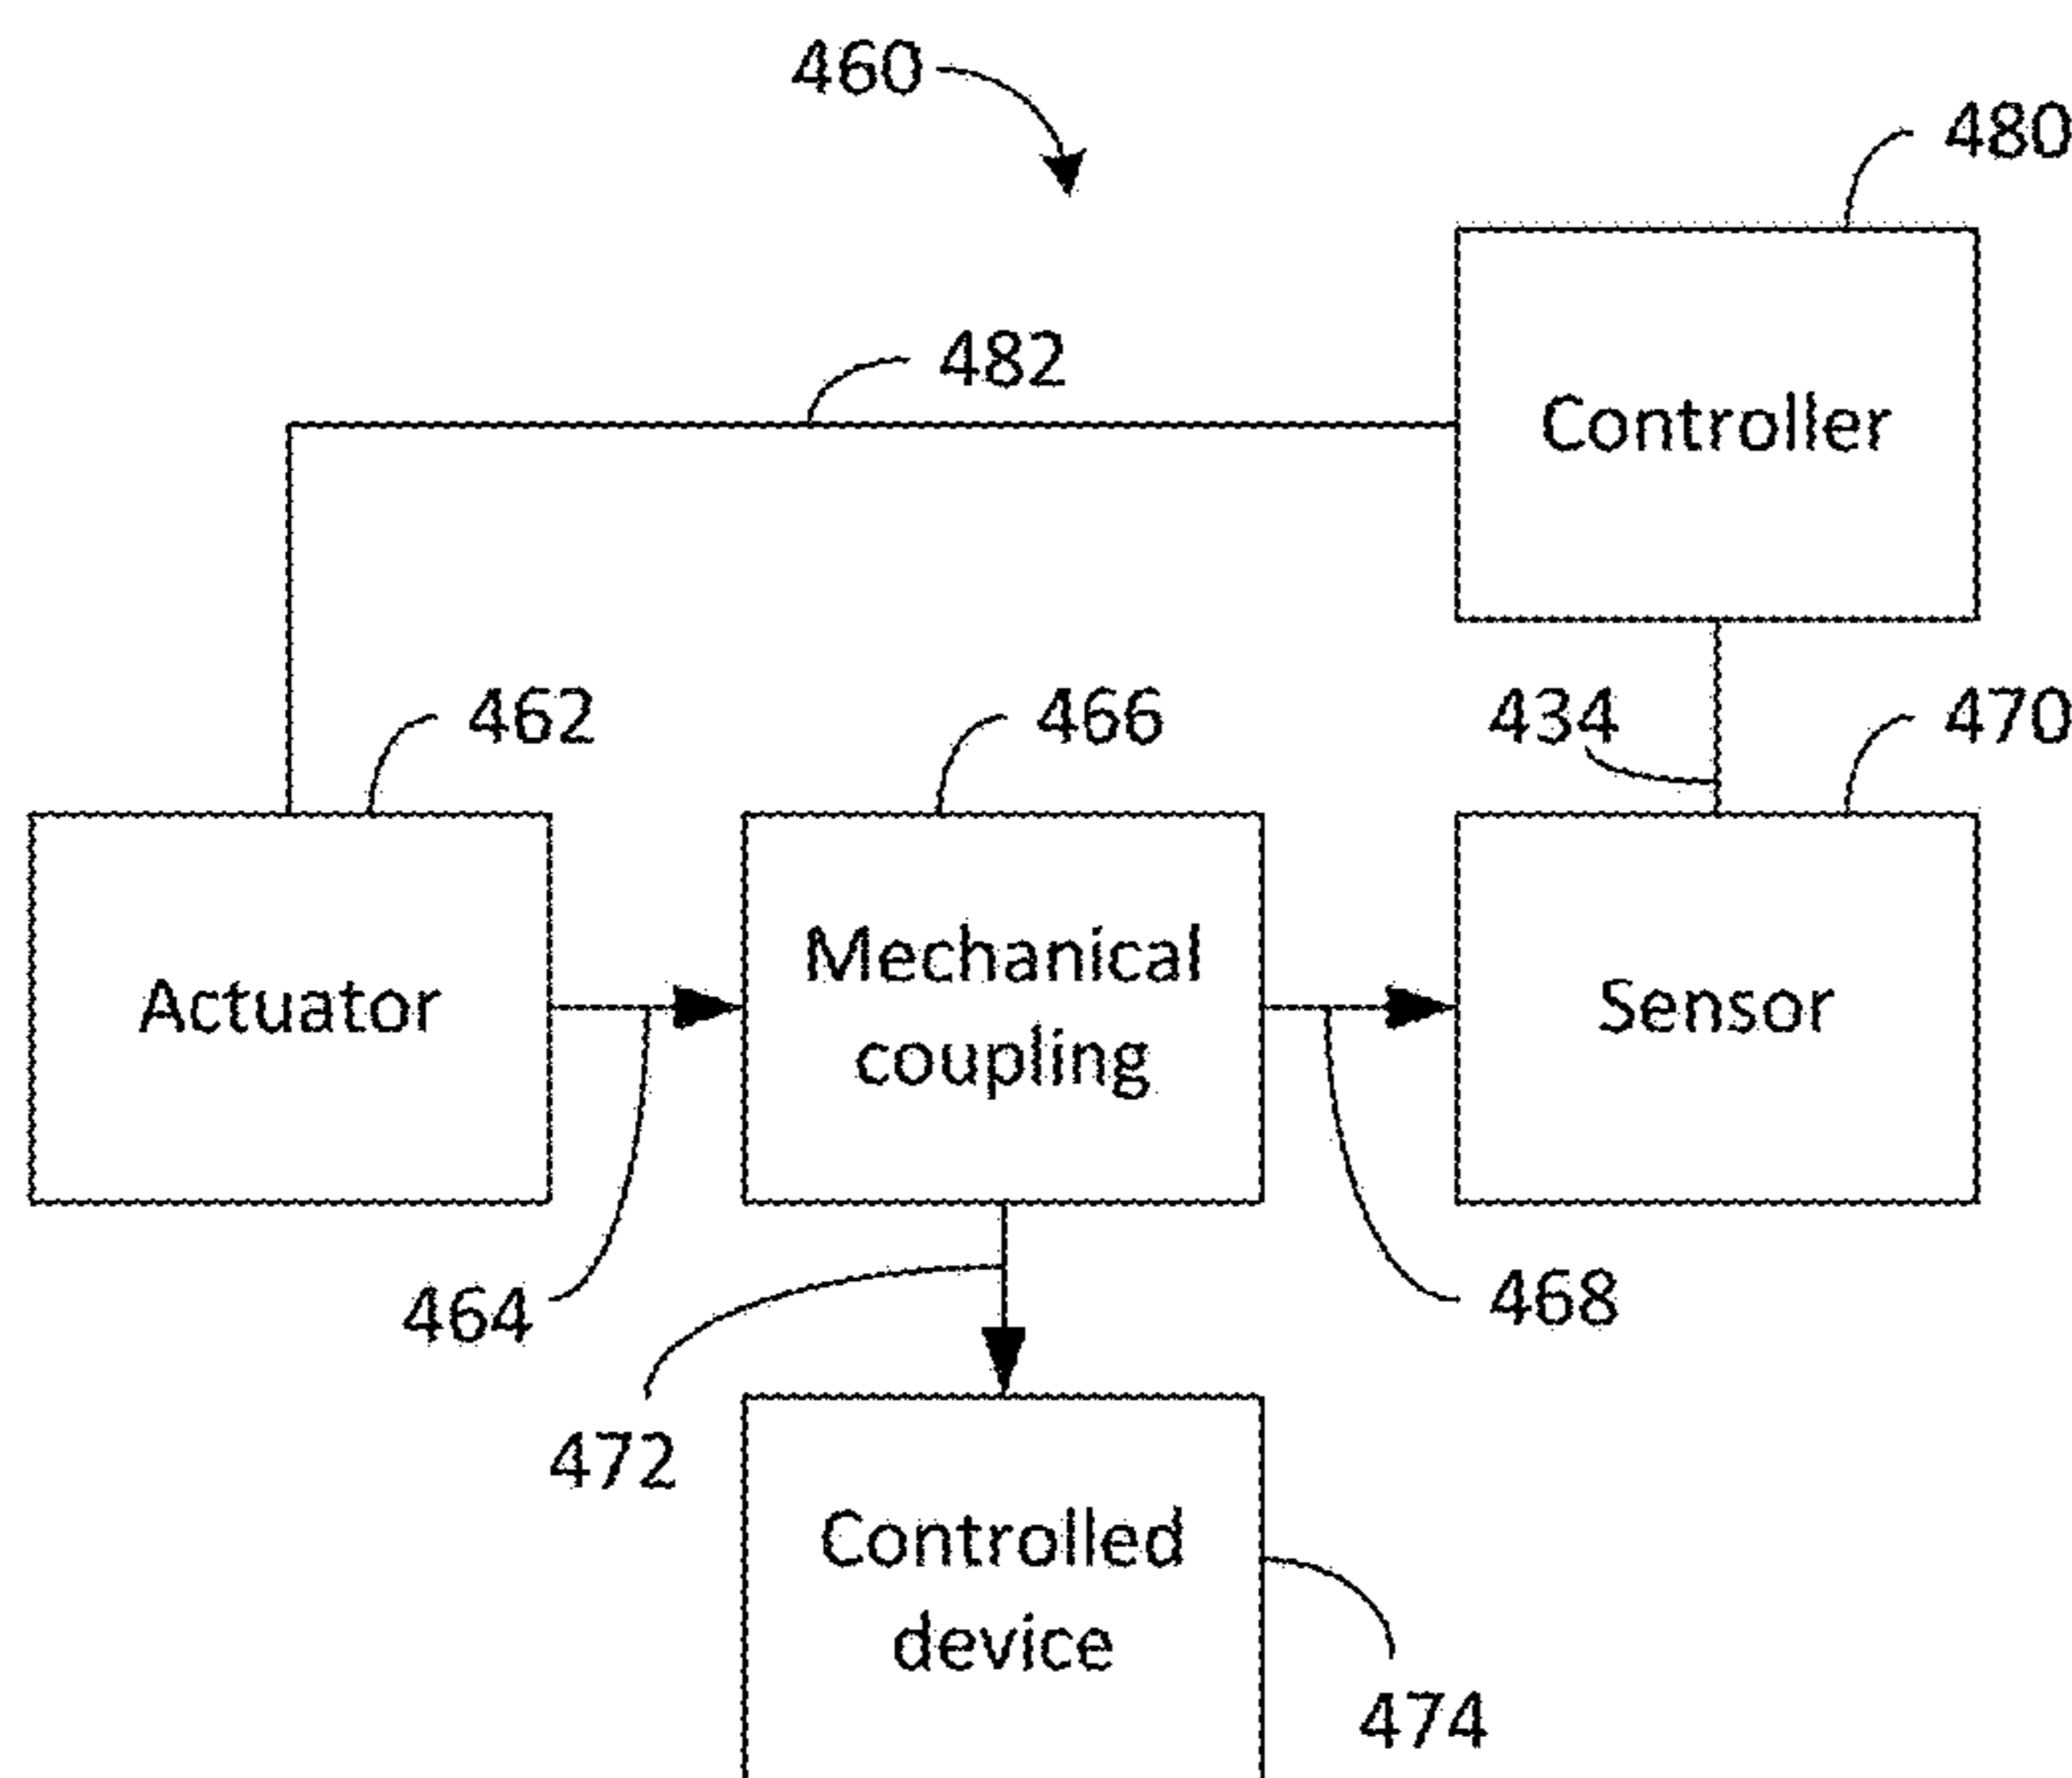 460
480
482
Controller
462
466
434
470
Actuator
Mechanical
coupling
Sensor
464
468
472
Controlled
device
474